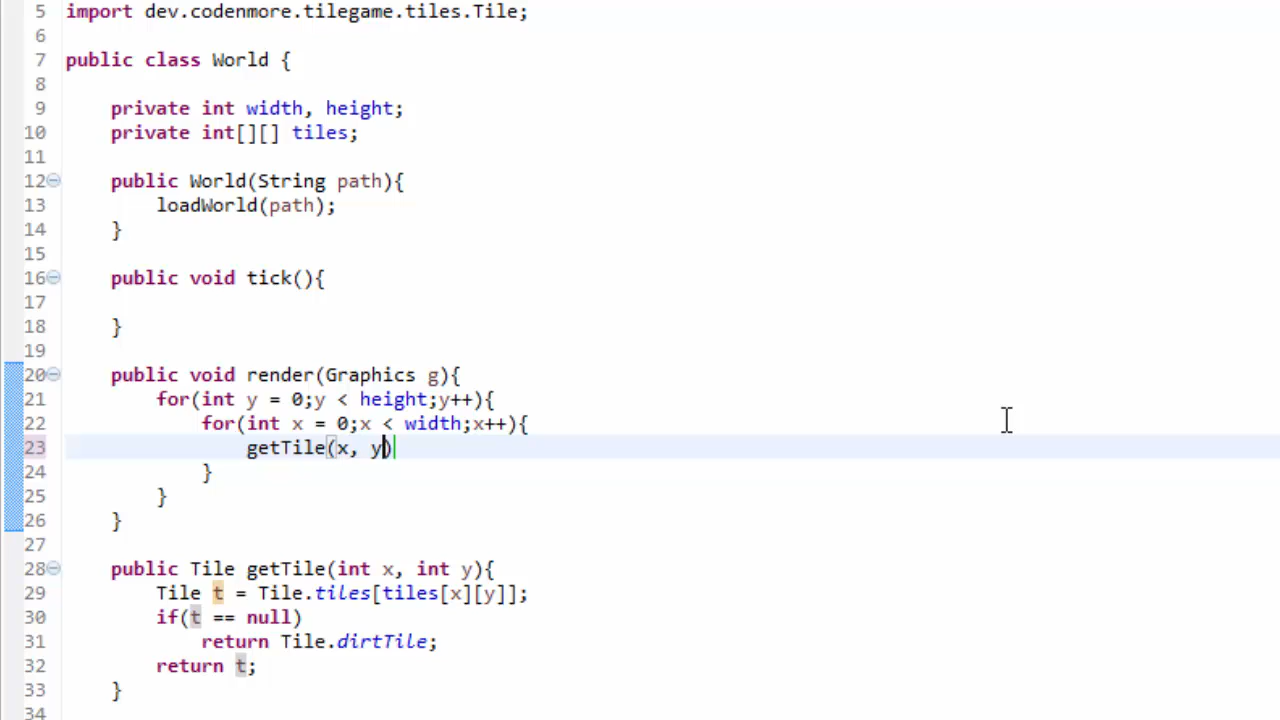 5 import dev.codenmore.tilegame.tiles.Tile;
6
7 public class World {
8
9 private int width, height;
10 private int[][] tiles;
11
12 public World(String path){
13 loadWorld(path);
14 }
15
16 public void tick(){
17
18 }
19
20 public void render(Graphics g){
21 for(int y = 0;y < height;y++){
22 for(int x = 0;x < width;x++){
23 getTile(x, y)
24 }
25 }
26 }
27
28 public Tile getTile(int x, int y){
29 Tile t = Tile.tiles[tiles[x][y]];
30 if(t == null)
31 return Tile.dirtTile;
32 return t;
33 }
34